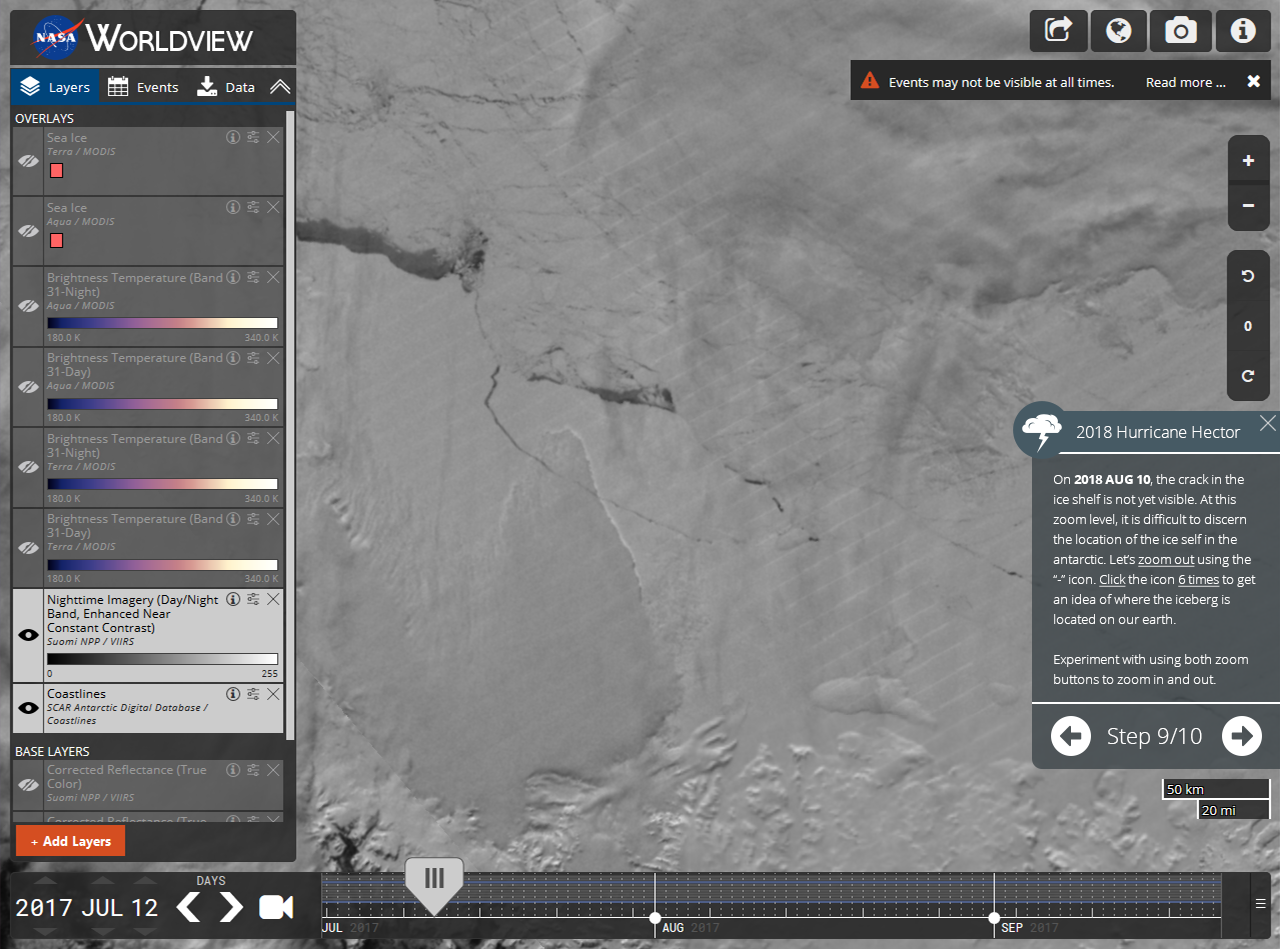 NASA WORLDVIEW
Layers Events Data
OVERLAYS
Sea Ice
Terra / MODIS
Sea Ice
Aqua / MODIS
Brightness Temperature (Band
31-Night)
Aqua / MODIS
180.0 K 340.0 K
Brightness Temperature (Band
31-Day)
Aqua / MODIS
180.0 K 340.0 K
Brightness Temperature (Band
31-Night)
Terra / MODIS
180.0 K 340.0 K
Brightness Temperature (Band
31-Day)
Terra / MODIS
180.0 K 340.0 K
Nighttime Imagery (Day/Night
Band, Enhanced Near
Constant Contrast)
Suomi NPP / VIIRS
0 255
Coastlines
SCAR Antarctic Digital Database /
Coastlines
BASE LAYERS
Corrected Reflectance (True
Color)
Suomi NPP / VIIRS
Corrected Reflectance (True
+ Add Layers
Events may not be visible at all times. Read more ...
0
2018 Hurricane Hector
On 2018 AUG 10, the crack in the
ice shelf is not yet visible. At this
zoom level, it is difficult to discern
the location of the ice self in the
antarctic. Let's zoom out using the
"-" icon. Click the icon 6 times to get
an idea of where the iceberg is
located on our earth.
Experiment with using both zoom
buttons to zoom in and out.
Step 9/10
50 km
20 mi
DAYS
2017 JUL 12
JUL 2017 AUG 2017 SEP 2017